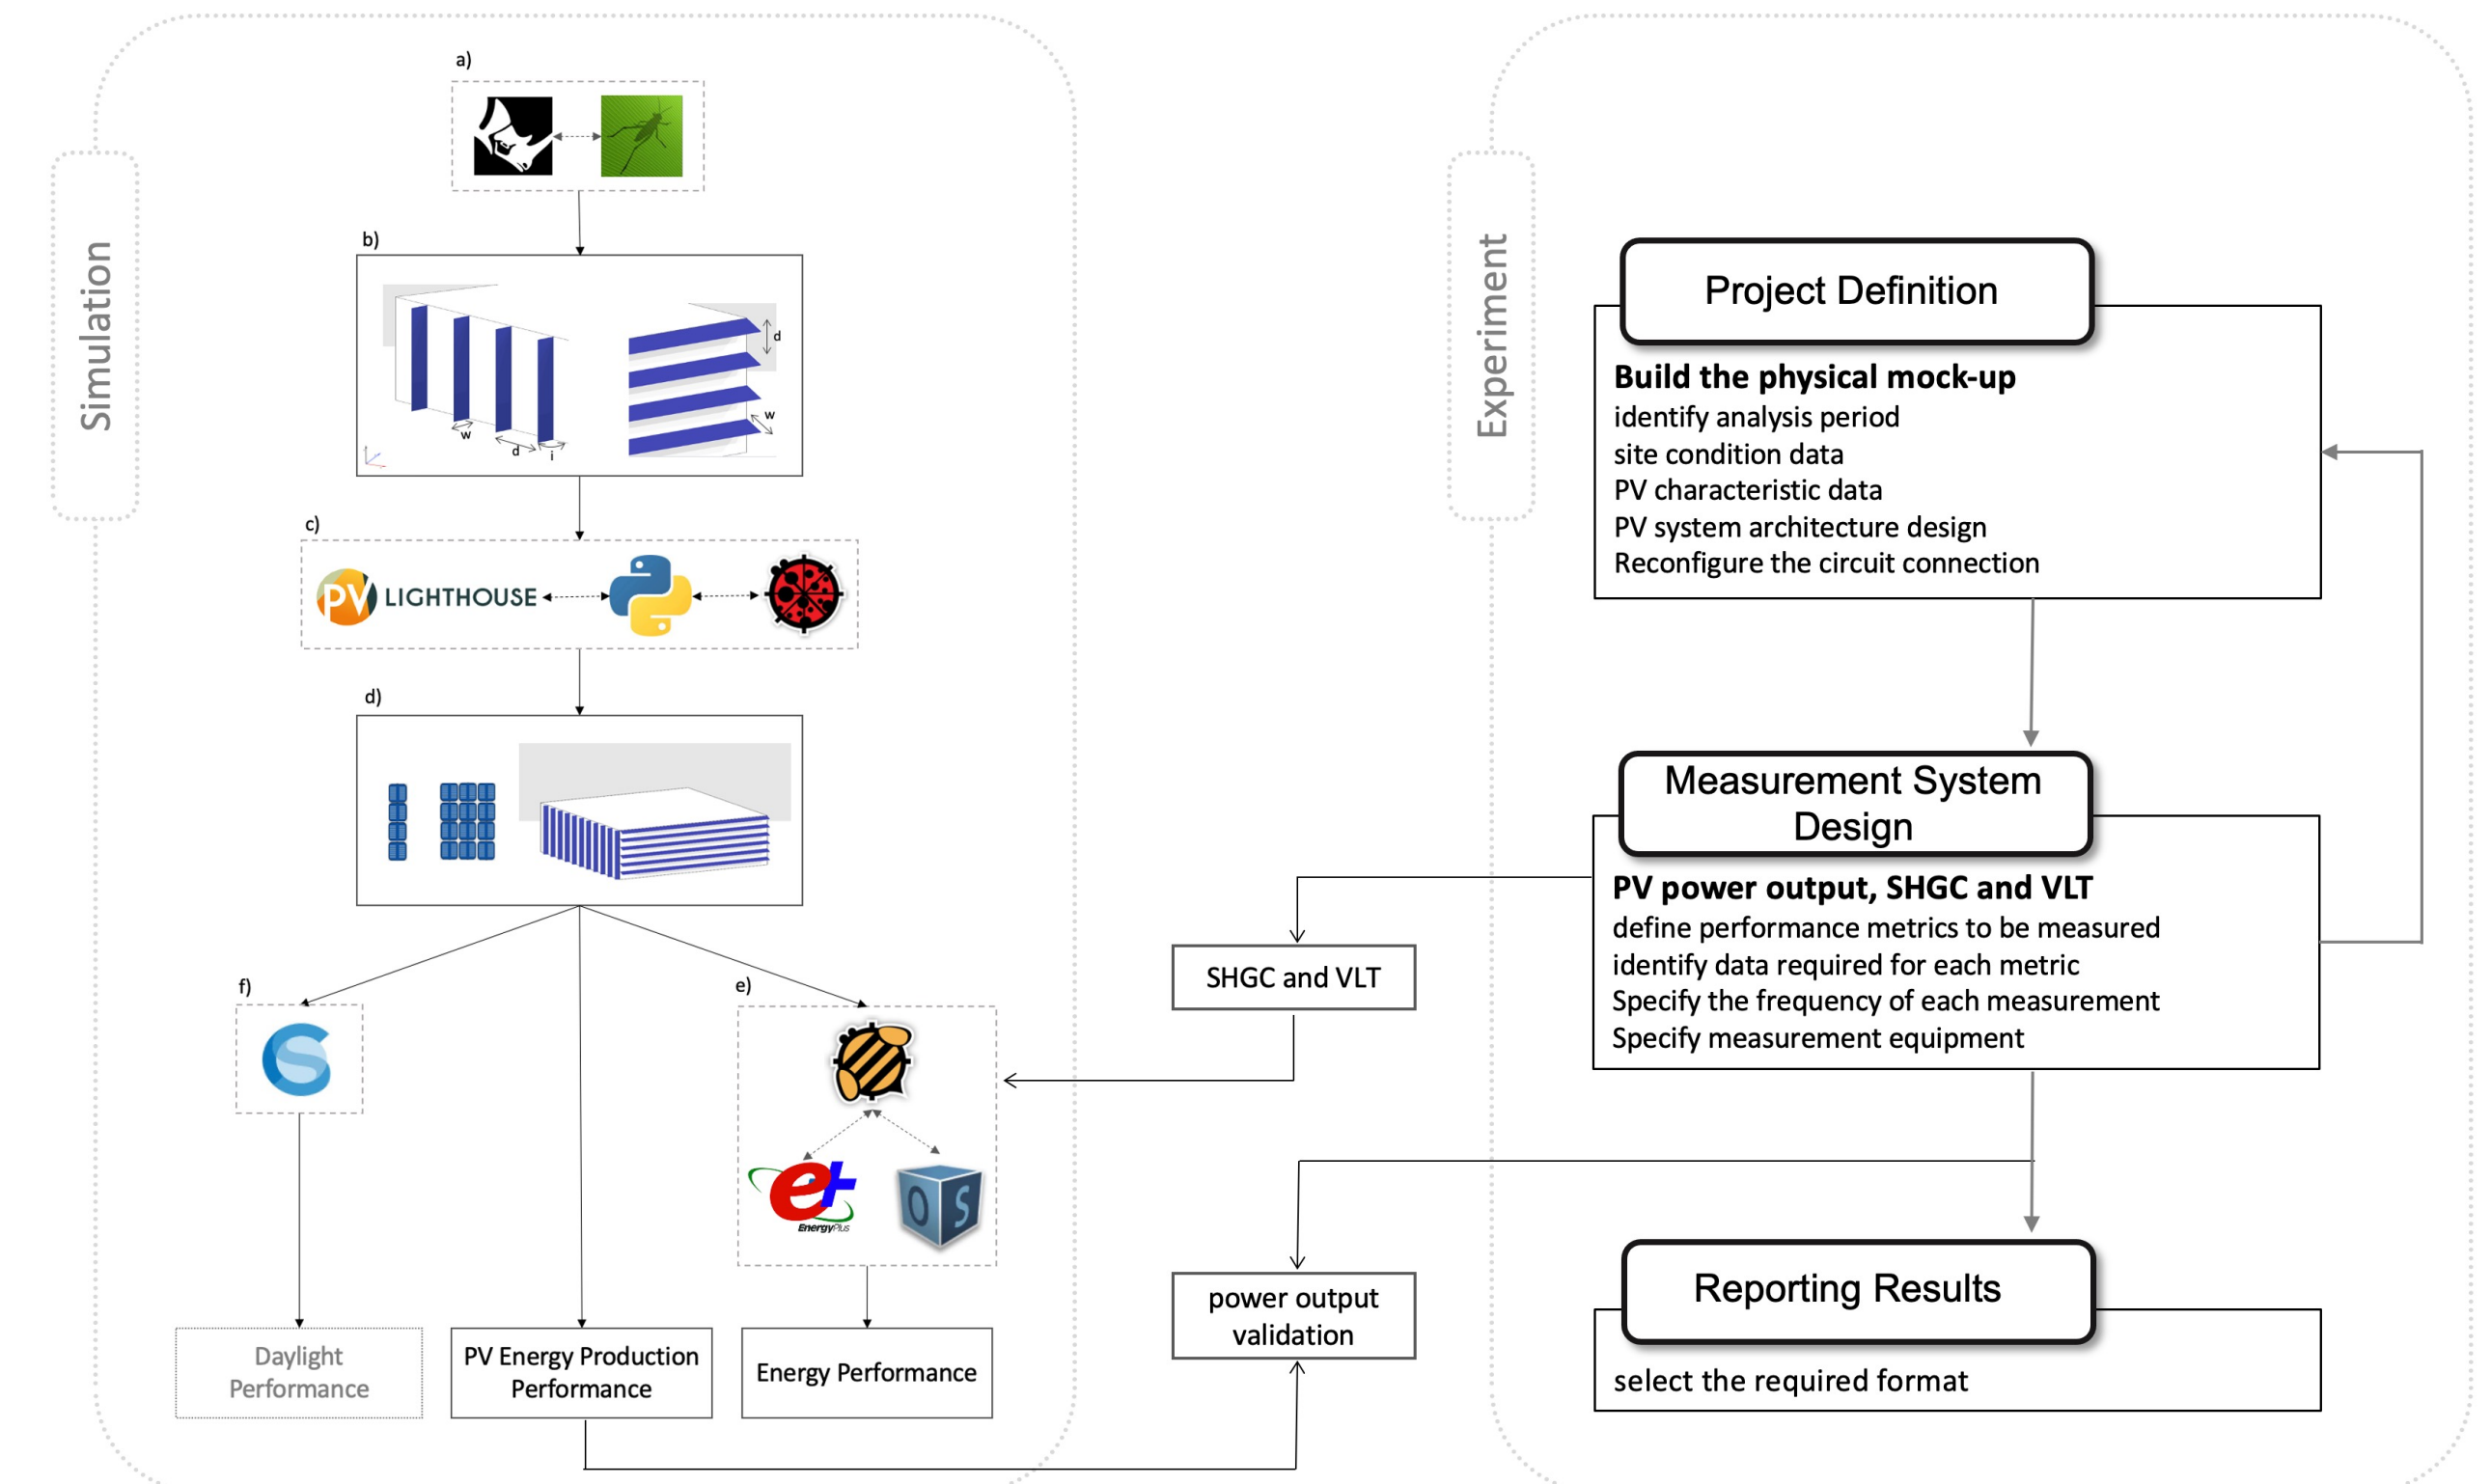 Simulation
a)
b)
d
w
w
d
i
c)
PV LIGHTHOUSE
d)
f)
e)
S
e+
EnergyPlus
O S
Daylight
Performance
PV Energy Production
Performance
Energy Performance
SHGC and VLT
power output
validation
Experiment
Project Definition
Build the physical mock-up
identify analysis period
site condition data
PV characteristic data
PV system architecture design
Reconfigure the circuit connection
Measurement System
Design
PV power output, SHGC and VLT
define performance metrics to be measured
identify data required for each metric
Specify the frequency of each measurement
Specify measurement equipment
Reporting Results
select the required format